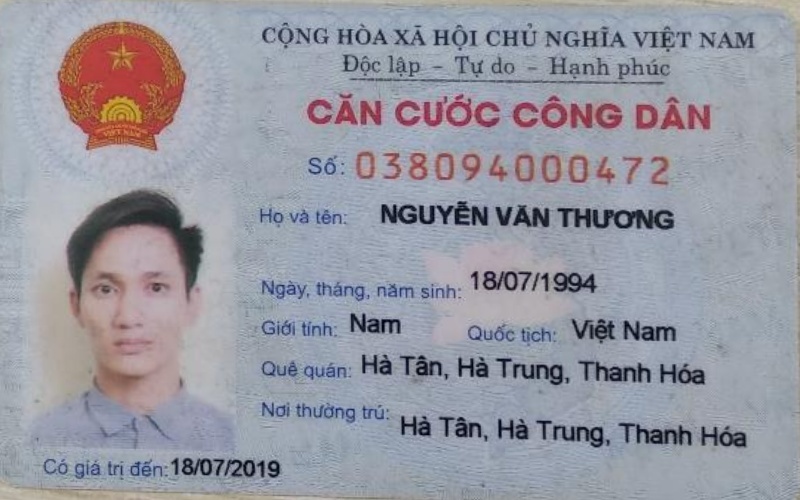 CỘNG HÒA XÃ HỘI CHỦ NGHĨA VIỆT NAM
Độc lập – Tự do – Hạnh phúc
CĂN CƯỚC CÔNG DÂN
Số: 038094000472
Họ và tên: NGUYỄN VĂN THƯƠNG
Ngày, tháng, năm sinh: 18/07/1994
Giới tính: Nam Quốc tịch: Việt Nam
Quê quán: Hà Tân, Hà Trung, Thanh Hóa
Nơi thường trú: Hà Tân, Hà Trung, Thanh Hóa
Có giá trị đến: 18/07/2019